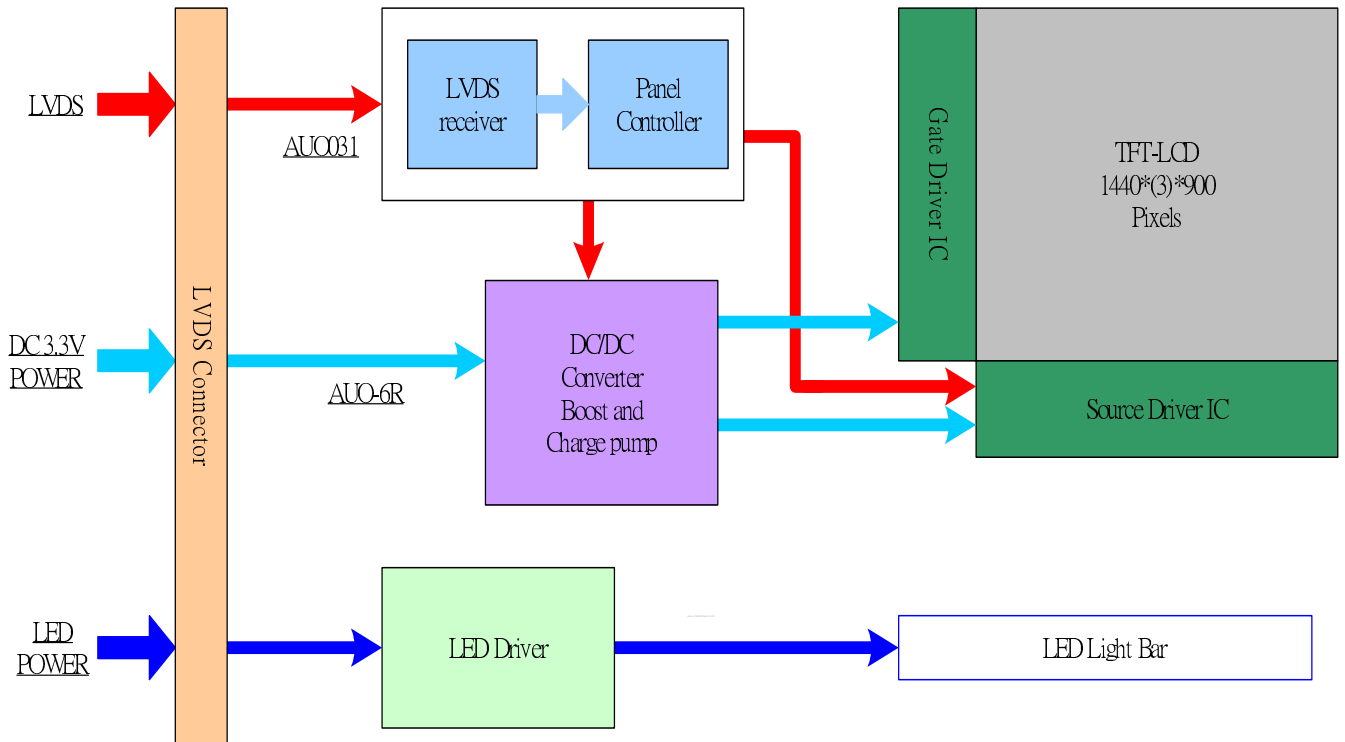 LVDS
AUO031
LVDS
receiver
Panel
Controller
Gate Driver IC
TFT-LCD
1440*(3)*900
Pixels
LVDS Connector
DC 3.3V
POWER
AUO-6R
DC/DC
Converter
Boost and
Charge pump
Source Driver IC
LED
POWER
LED Driver
LED Light Bar